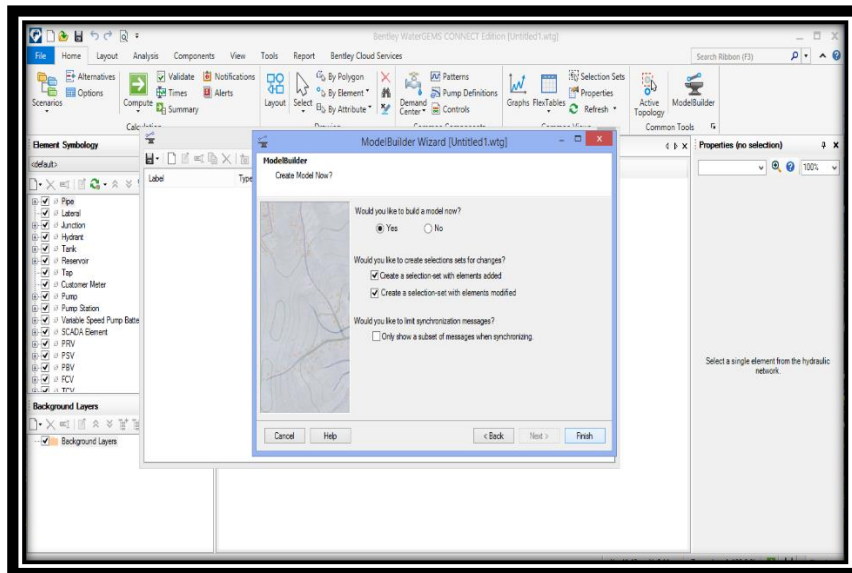 Bentley WaterGEMS CONNECT Edition [Untitled1.wtg]
File Home Layout Analysis Components View Tools Report Bentley Cloud Services
Search Ribbon (F3)
Scenarios
Alternatives
Options
Compute
Validate
Times
Summary
Notifications
Alerts
Layout
Select
By Polygon
By Element
By Attribute
Demand Center
Patterns
Pump Definitions
Controls
Graphs
FlexTables
Selection Sets
Properties
Refresh
Active Topology
ModelBuilder
Common Tools
Element Symbology
<default>
Pipe
Lateral
Junction
Hydrant
Tank
Reservoir
Tap
Customer Meter
Pump
Pump Station
Variable Speed Pump Batte
SCADA Element
PRV
PSV
PBV
FCV
TCV
Background Layers
Background Layers
Label Type
ModelBuilder Wizard [Untitled1.wtg]
ModelBuilder
Create Model Now?
Would you like to build a model now?
Yes No
Would you like to create selections sets for changes?
Create a selection-set with elements added
Create a selection-set with elements modified
Would you like to limit synchronization messages?
Only show a subset of messages when synchronizing.
Cancel Help < Back Next > Finish
Properties (no selection)
100%
Select a single element from the hydraulic
network.